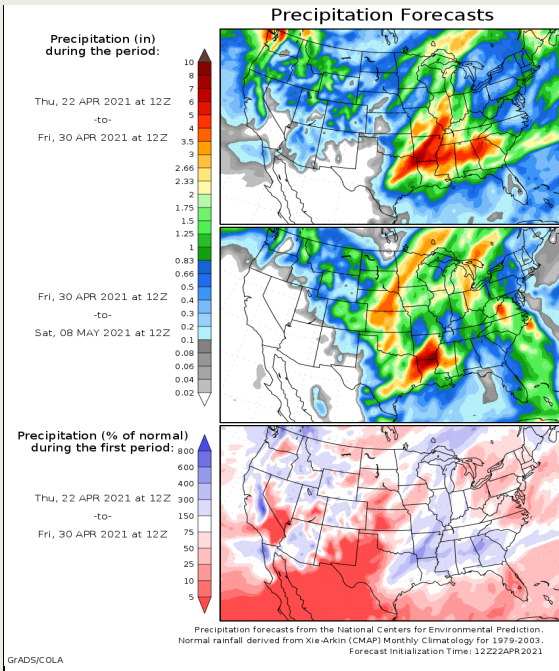 Precipitation Forecasts
Precipitation (in)
during the period:
Thu, 22 APR 2021 at 12Z
-to-
Fri, 30 APR 2021 at 12Z
10
8
7
6
5
4
3.5
3
2.66
2.33
2
1.75
1.5
1.25
1
0.83
0.66
0.5
0.4
0.3
0.2
0.1
0.08
0.06
0.04
0.02
Fri, 30 APR 2021 at 12Z
-to-
Sat, 08 MAY 2021 at 12Z
Precipitation (% of normal)
during the first period:
Thu, 22 APR 2021 at 12Z
-to-
Fri, 30 APR 2021 at 12Z
800
600
400
300
150
75
50
25
10
5
Precipitation forecasts from the National Centers for Environmental Prediction.
Normal rainfall derived from Xie-Arkin (CMAP) Monthly Climatology for 1979-2003.
Forecast Initialization Time: 12Z22APR2021
GrADS/COLA